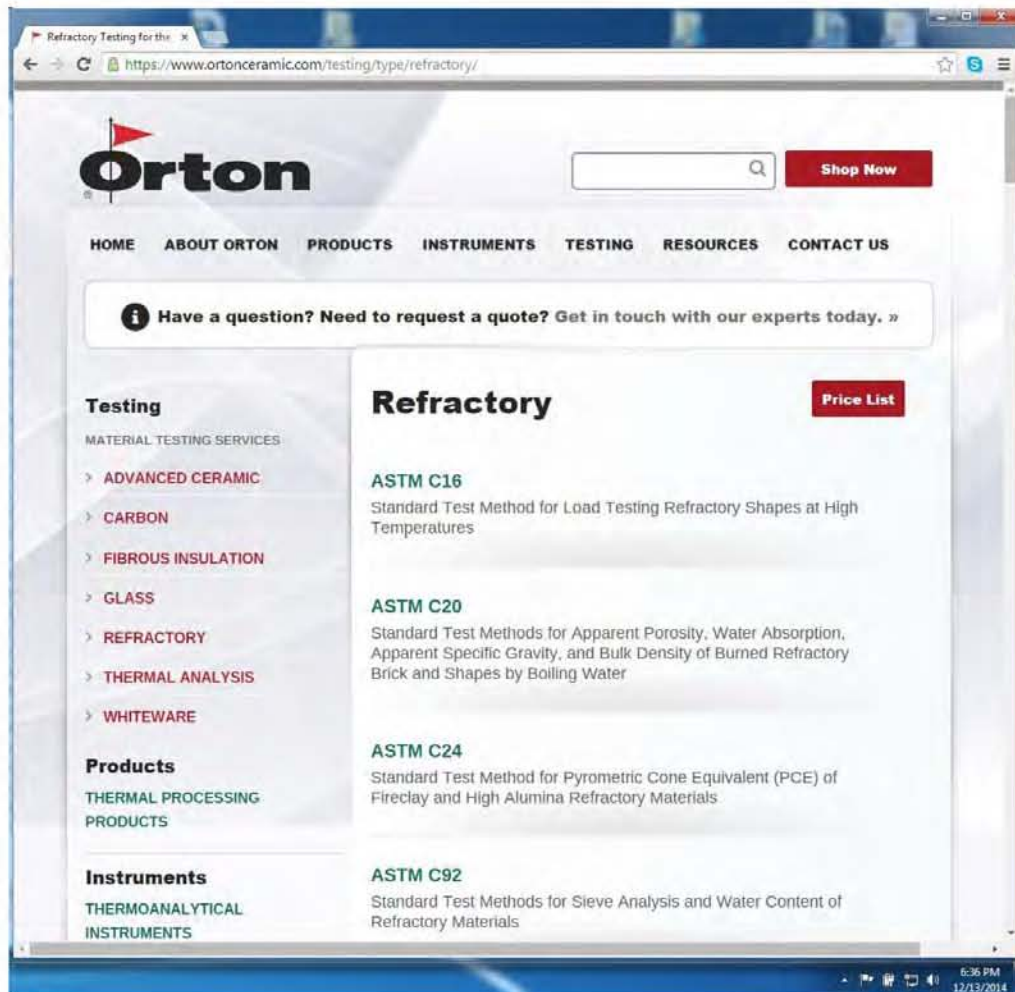 Refractory Testing for the
https://www.ortonceramic.com/testing/type/refractory/
Orton
®
Shop Now
HOME ABOUT ORTON PRODUCTS INSTRUMENTS TESTING RESOURCES CONTACT US
Have a question? Need to request a quote? Get in touch with our experts today. »
Testing
MATERIAL TESTING SERVICES
> ADVANCED CERAMIC
> CARBON
> FIBROUS INSULATION
> GLASS
> REFRACTORY
> THERMAL ANALYSIS
> WHITEWARE
Products
THERMAL PROCESSING
PRODUCTS
Instruments
THERMOANALYTICAL
INSTRUMENTS
Refractory
Price List
ASTM C16
Standard Test Method for Load Testing Refractory Shapes at High
Temperatures
ASTM C20
Standard Test Methods for Apparent Porosity, Water Absorption,
Apparent Specific Gravity, and Bulk Density of Burned Refractory
Brick and Shapes by Boiling Water
ASTM C24
Standard Test Method for Pyrometric Cone Equivalent (PCE) of
Fireclay and High Alumina Refractory Materials
ASTM C92
Standard Test Methods for Sieve Analysis and Water Content of
Refractory Materials
6:36 PM
12/13/2014